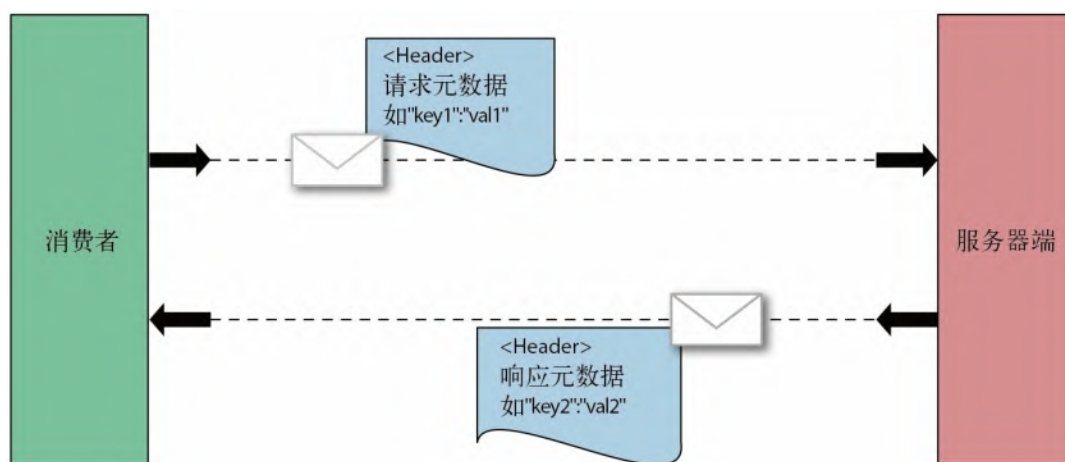 <Header>
请求元数据
如"key1":"val1"
消费者
服务器端
<Header>
响应元数据
如"key2":"val2"